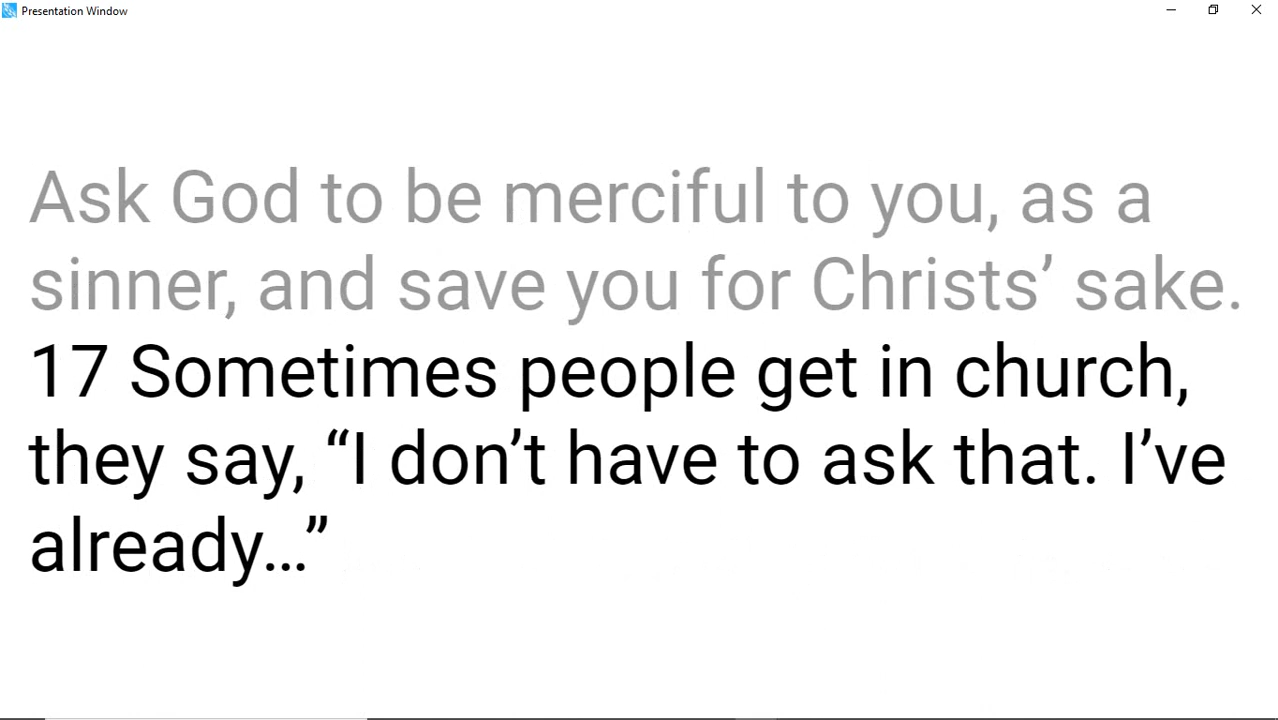 Presentation Window
Ask God to be merciful to you, as a
sinner, and save you for Christs’ sake.
17 Sometimes people get in church,
they say, “I don’t have to ask that. I’ve
already…”